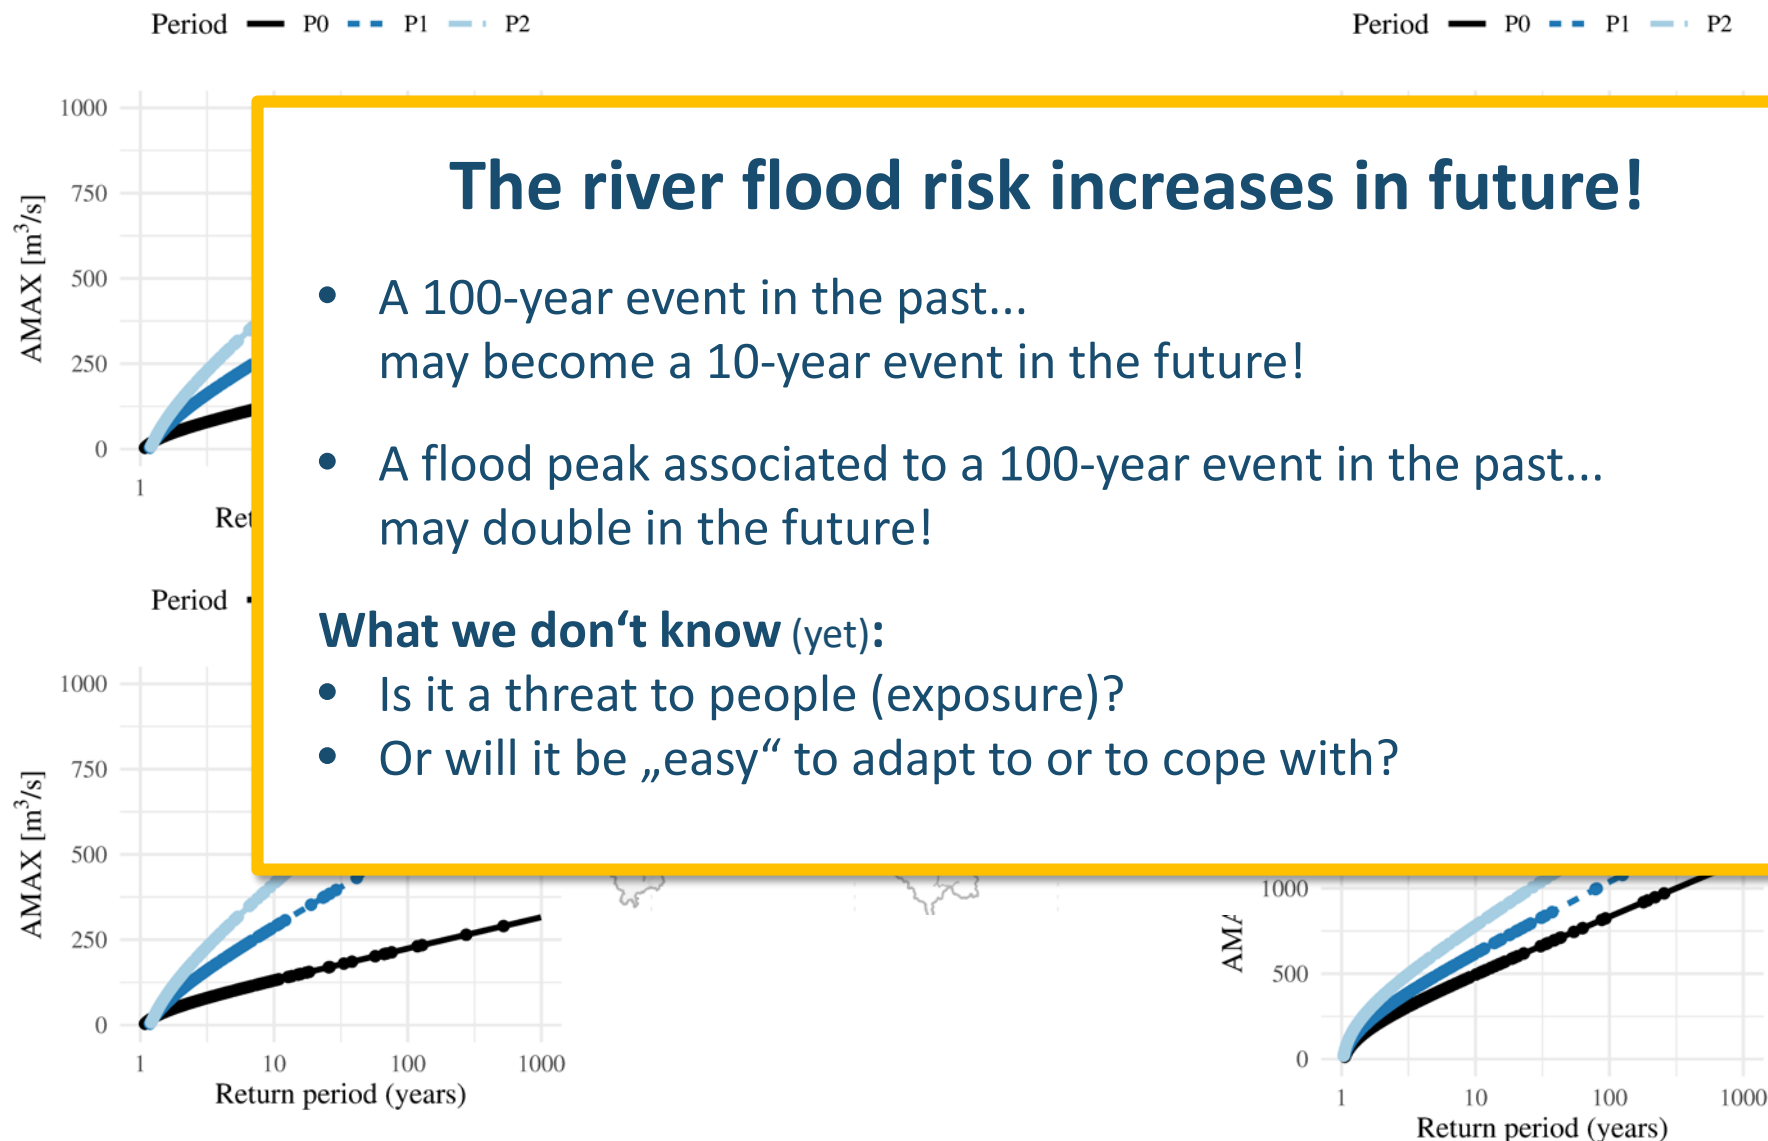 Period P0 P1 P2
Period P0 P1 P2
1000
750
500
250
0
AMAX [m³/s]
1
The river flood risk increases in future!
• A 100-year event in the past...
may become a 10-year event in the future!
• A flood peak associated to a 100-year event in the past...
may double in the future!
What we don‘t know (yet):
• Is it a threat to people (exposure)?
• Or will it be „easy“ to adapt to or to cope with?
Period
1000
750
500
250
0
AMAX [m³/s]
1 10 100 1000
Return period (years)
1000
500
0
1 10 100 1000
Return period (years)